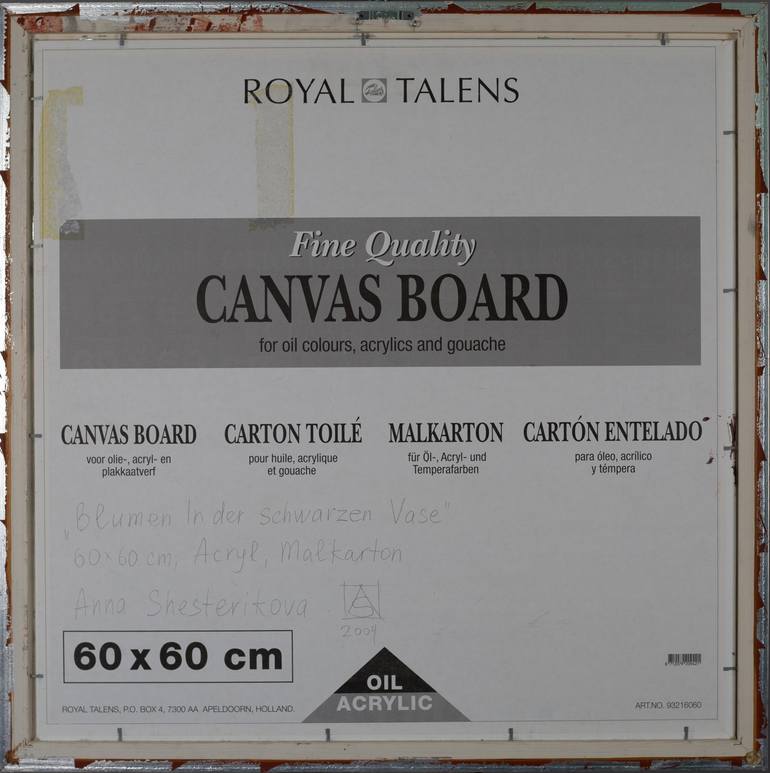 ROYAL TALENS
Fine Quality
CANVAS BOARD
for oil colours, acrylics and gouache
CANVAS BOARD
voor olie-, acryl- en
plakkaatverf
CARTON TOILÉ
pour huile, acrylique
et gouache
MALKARTON
für Öl-, Acryl- und
Temperafarben
CARTÓN ENTELADO
para óleo, acrílico
y témpera
„Blumen In der schwarzen Vase"
60x60 cm, Acryl, Malkarton
Anna Shesterikova
2009
60 x 60 cm
OIL
ACRYLIC
ROYAL TALENS, P.O. BOX 4, 7300 AA APELDOORN, HOLLAND.
ART.NO. 93216060